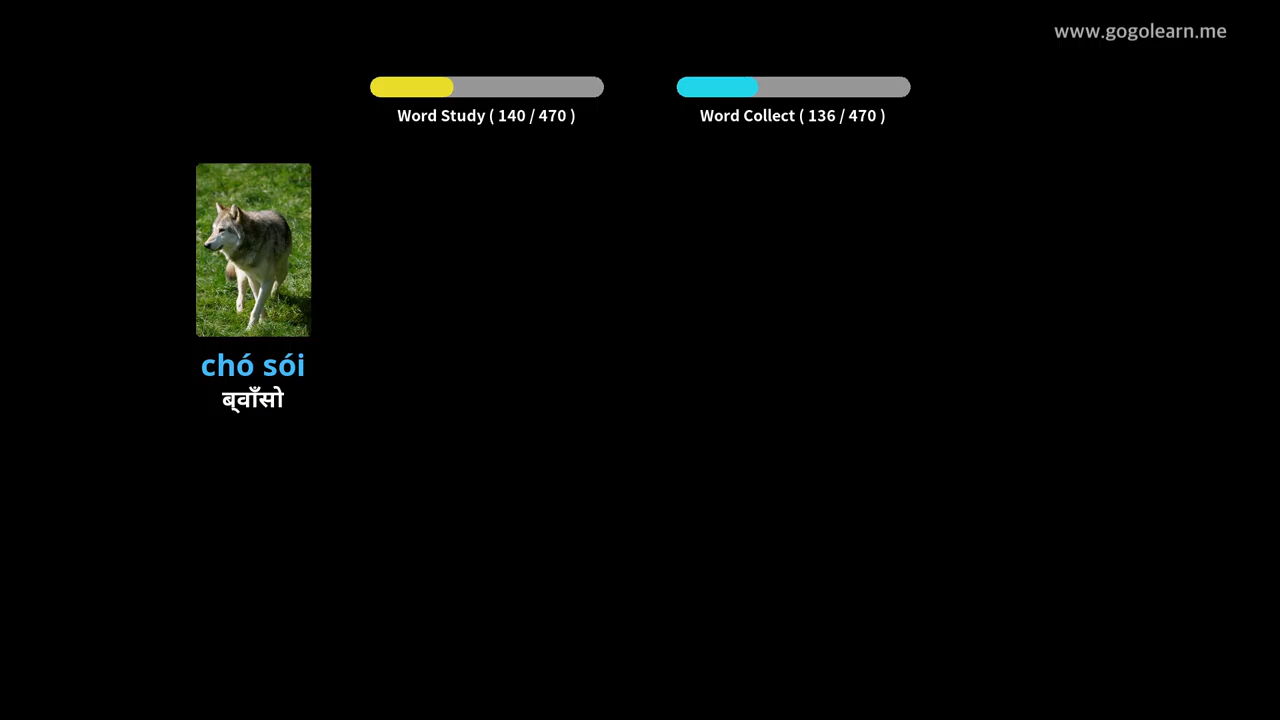 www.gogolearn.me
Word Study ( 140 / 470 )
Word Collect ( 136 / 470 )
chó sói
ब्वाँसो